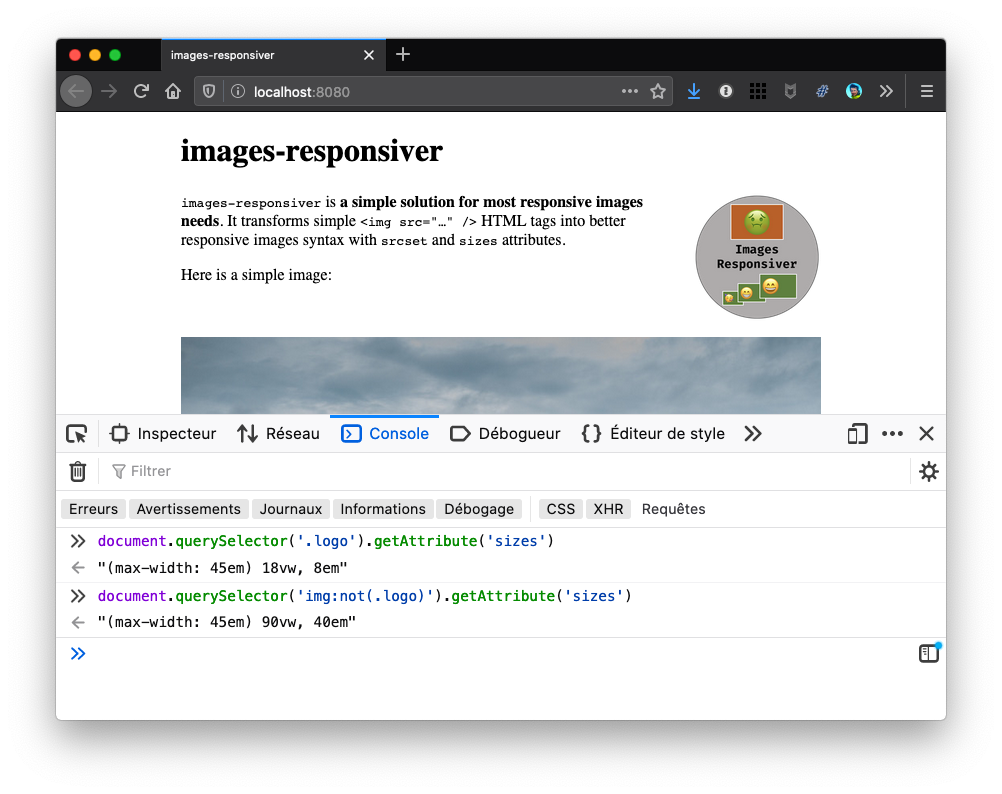 images-responsiver
localhost:8080
images-responsiver
images-responsiver is a simple solution for most responsive images
needs. It transforms simple <img src="…" /> HTML tags into better
responsive images syntax with srcset and sizes attributes.
Images
Responsiver
Here is a simple image:
Inspecteur
Réseau
Console
Débogueur
Éditeur de style
Filtrer
Erreurs
Avertissements
Journaux
Informations
Débogage
CSS
XHR
Requêtes
document.querySelector('.logo').getAttribute('sizes')
"(max-width: 45em) 18vw, 8em"
document.querySelector('img:not(.logo)').getAttribute('sizes')
"(max-width: 45em) 90vw, 40em"